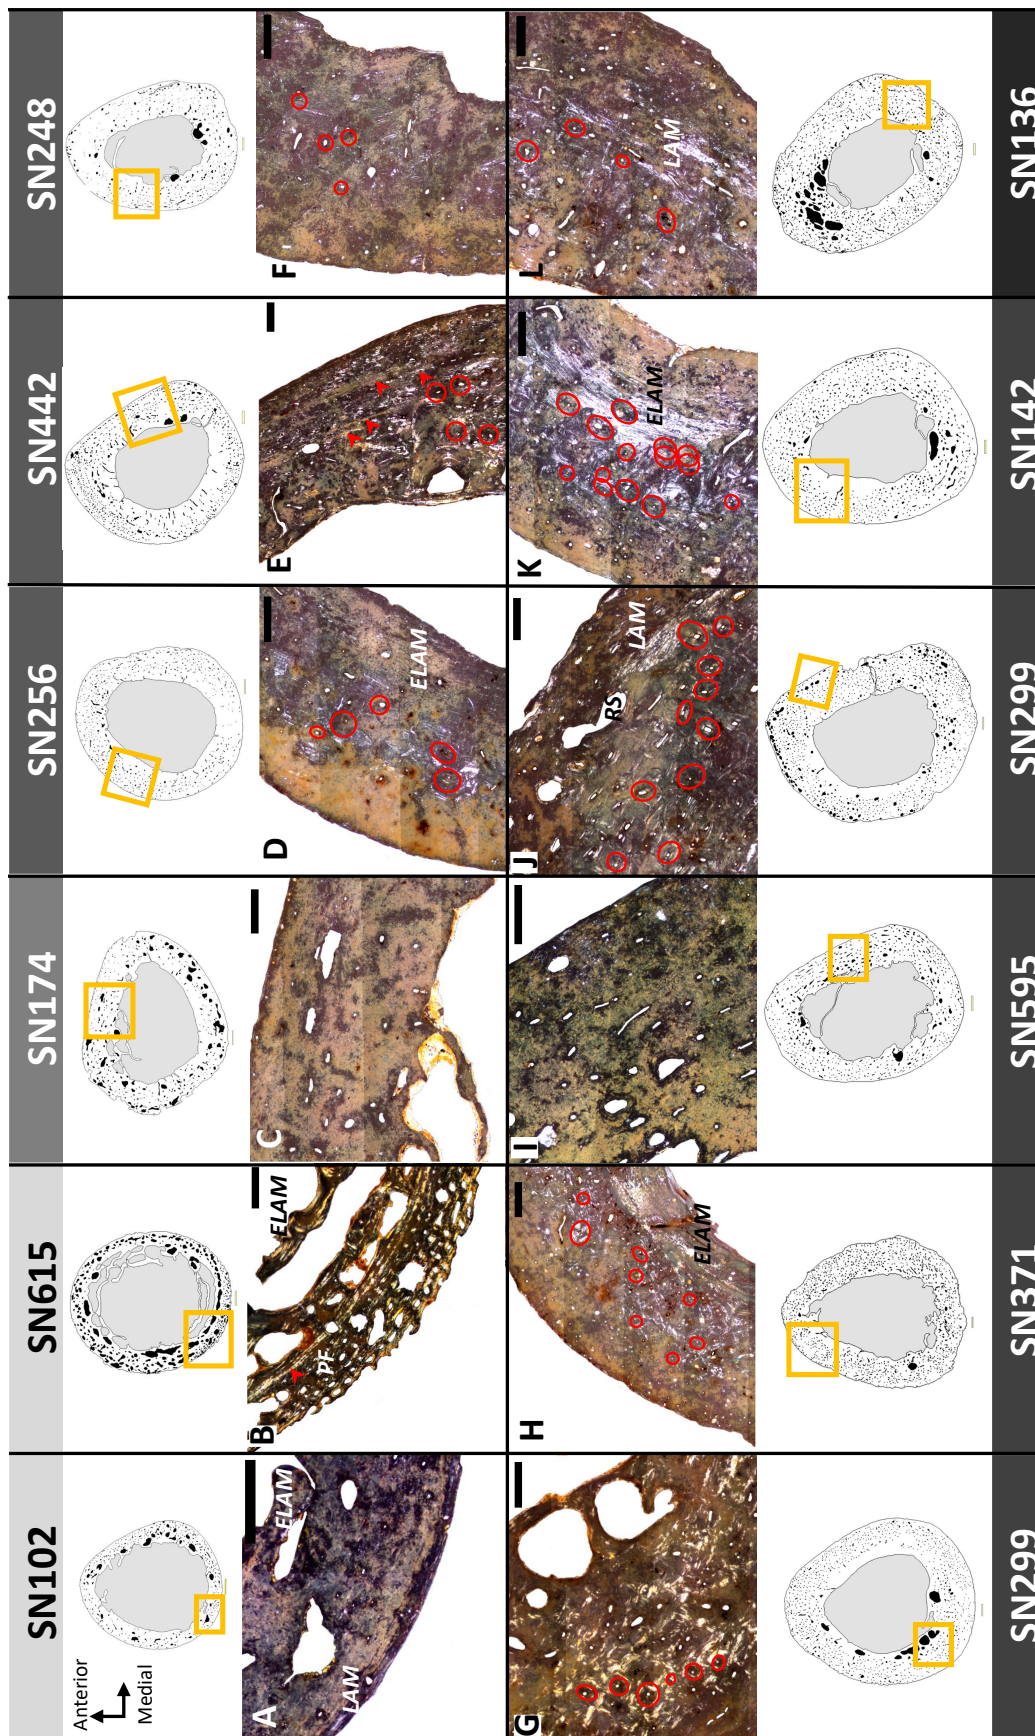 SN102
SN615
SN174
SN256
SN442
SN248
Anterior
Medial
A
ELAM
LAM
B
ELAM
PF
C
D
ELAM
E
F
G
H
ELAM
I
J
LAM
RS
K
ELAM
L
LAM
SN299
SN371
SN595
SN299
SN142
SN136